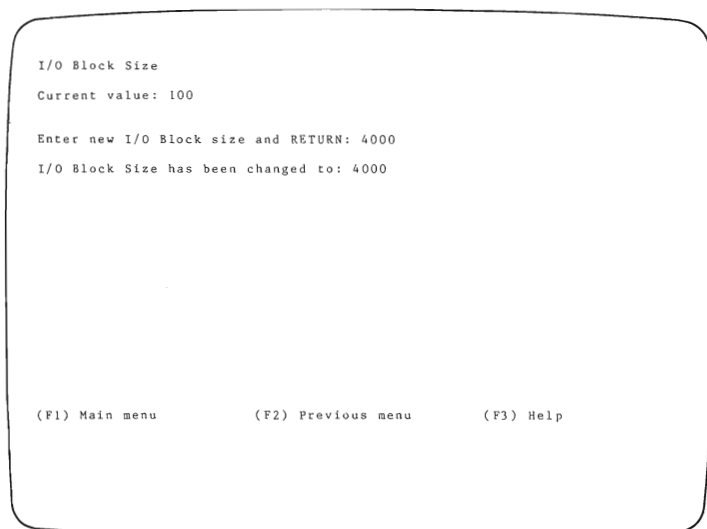 I/O Block Size
Current value: 100
Enter new I/O Block size and RETURN: 4000
I/O Block Size has been changed to: 4000
(F1) Main menu (F2) Previous menu (F3) Help